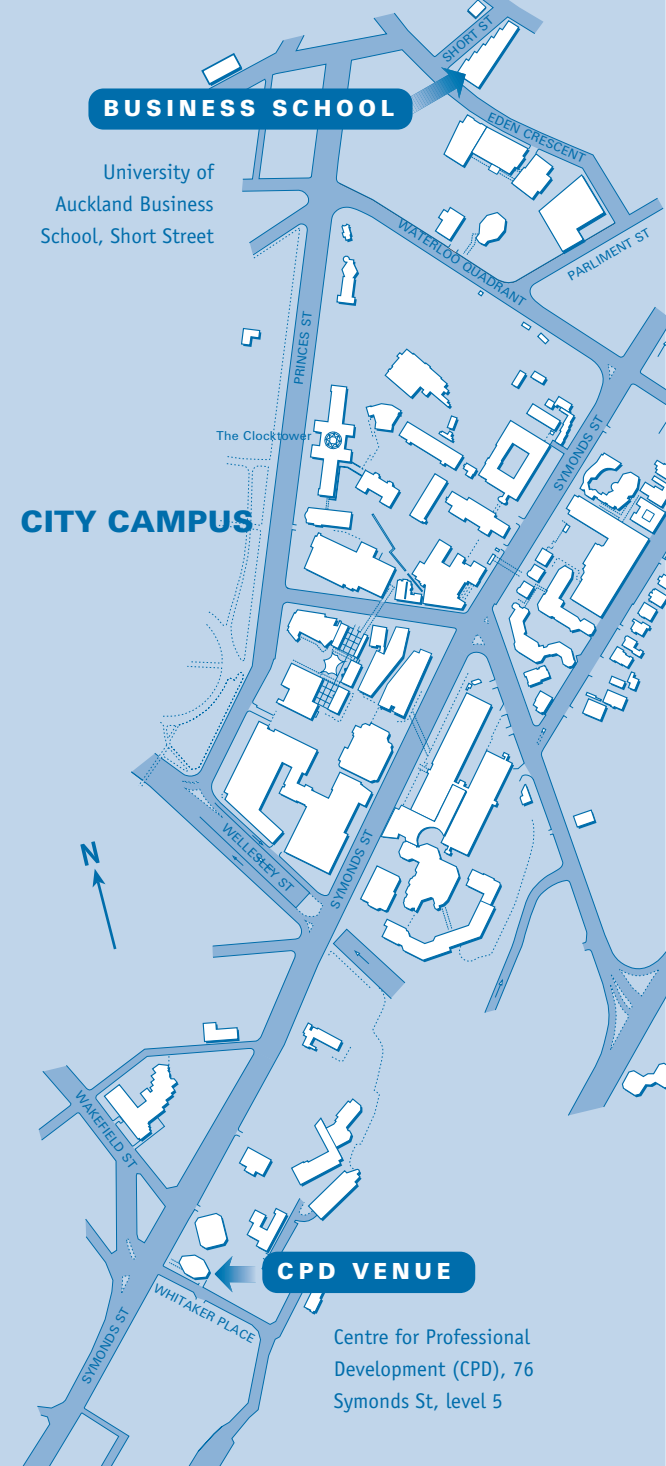 SHORT ST
BUSINESS SCHOOL
EDEN CRESCENT
University of
Auckland Business
School, Short Street
WATERLOO QUADRANT
PARLIMENT ST
PRINCES ST
The Clocktower
SYMONDS ST
CITY CAMPUS
WELLESLEY ST
SYMONDS ST
N
WAKEFIELD ST
CPD VENUE
WHITAKER PLACE
SYMONDS ST
Centre for Professional
Development (CPD), 76
Symonds St, level 5